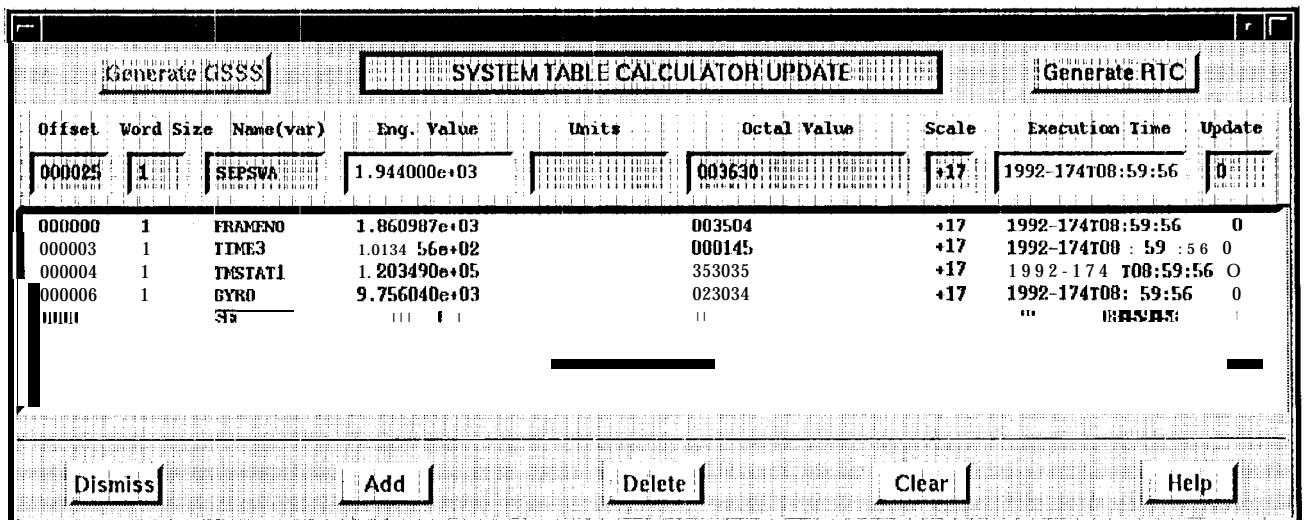 Generate GSSS SYSTEM TABLE CALCULATOR UPDATE Generate RTC
Offset Word Size Name(var) Eng. Value Units Octal Value Scale Execution Time Update
000025 1 SEPSWA 1.944000e+03 003630 +17 1992-174T08:59:56 0
000000 1 FRAMENO 1.860987e+03 003504 +17 1992-174T08:59:56 0
000003 1 TIME3 1.0134 56e+02 000145 +17 1992-174T08 : 59 :56 0
000004 1 TMSTAT1 1. 203490e+05 353035 +17 1992-174 T08:59:56 O
000006 1 GYRO 9.756040e+03 023034 +17 1992-174T08: 59:56 0
Dismiss Add Delete Clear Help